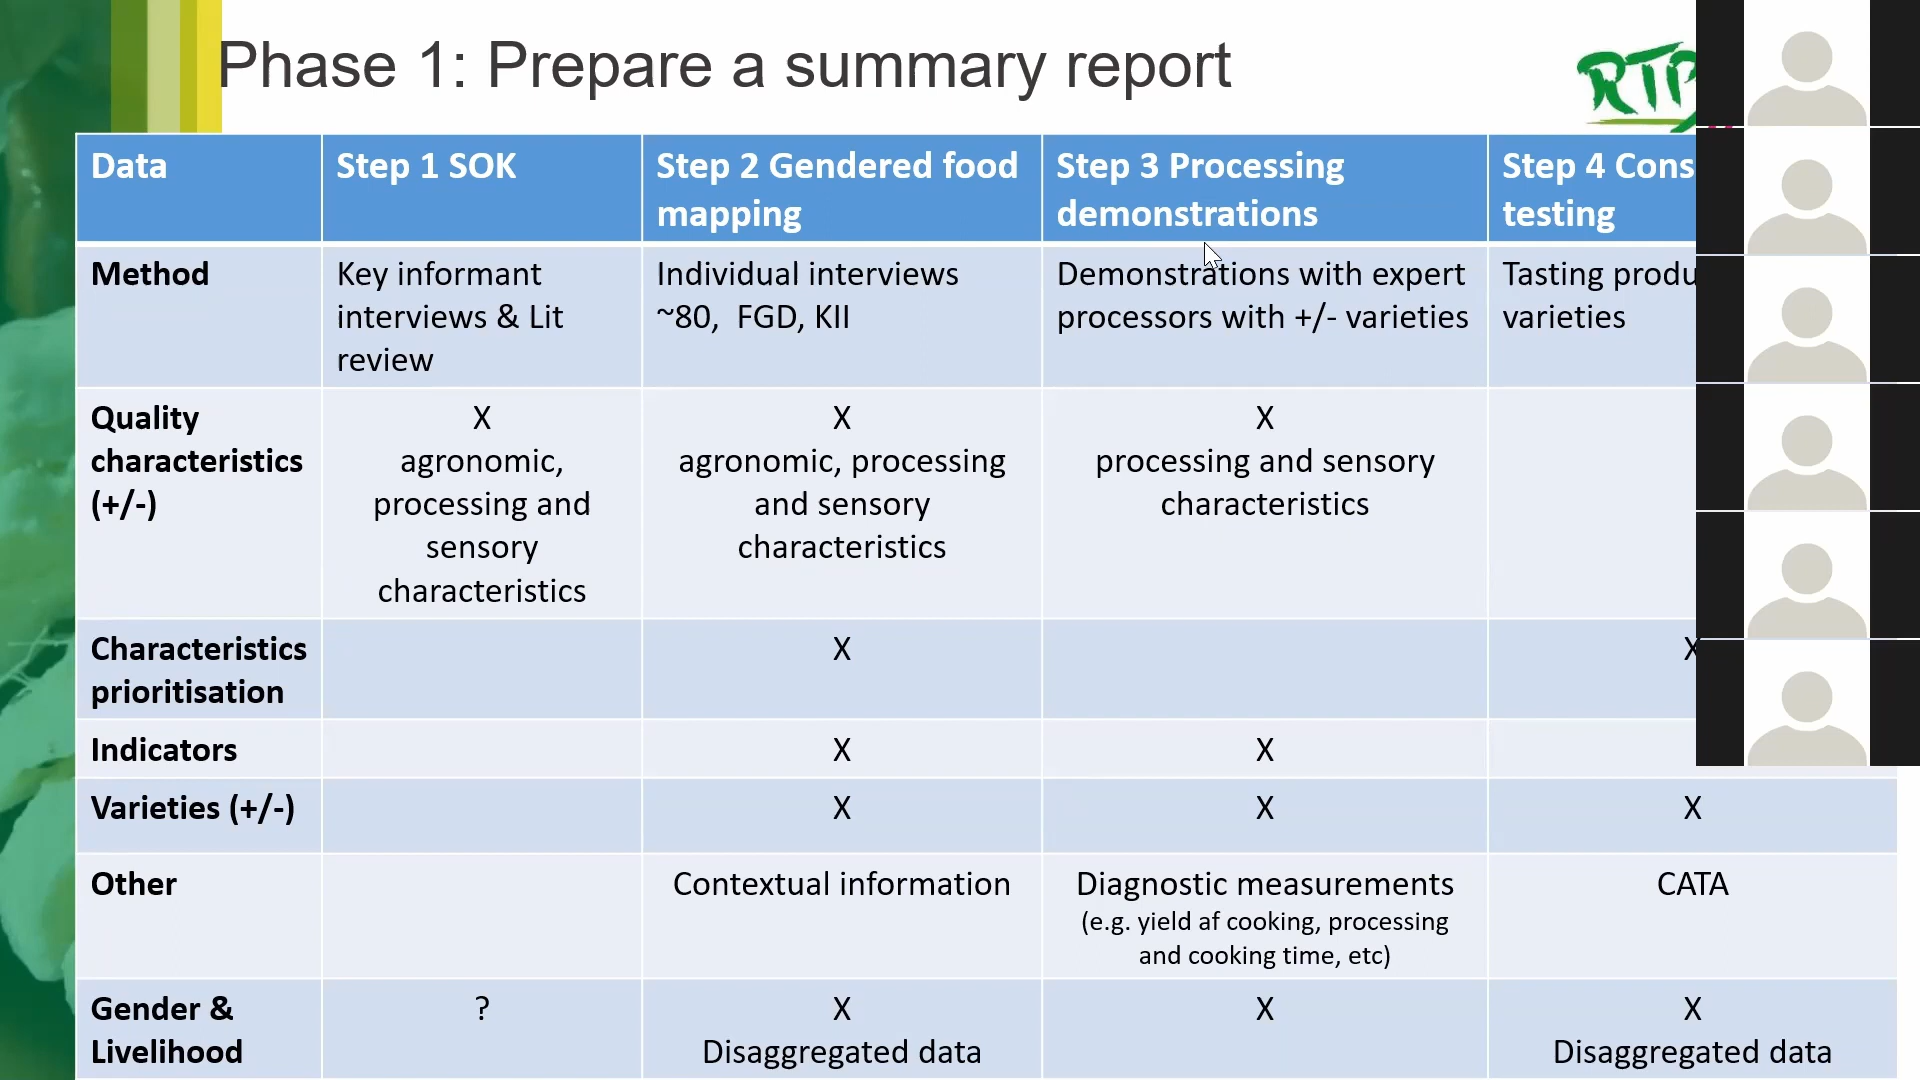 Phase 1: Prepare a summary report
RTB
Data
Step 1 SOK
Step 2 Gendered food
mapping
Step 3 Processing
demonstrations
Step 4 Cons
testing
Method
Key informant
interviews & Lit
review
Individual interviews
~80, FGD, KII
Demonstrations with expert
processors with +/- varieties
Tasting produ
varieties
Quality
characteristics
(+/-)
X
agronomic,
processing and
sensory
characteristics
X
agronomic, processing
and sensory
characteristics
X
processing and sensory
characteristics
Characteristics
prioritisation
X
X
Indicators
X
X
Varieties (+/-)
X
X
X
Other
Contextual information
Diagnostic measurements
(e.g. yield af cooking, processing
and cooking time, etc)
CATA
Gender &
Livelihood
?
X
Disaggregated data
X
X
Disaggregated data